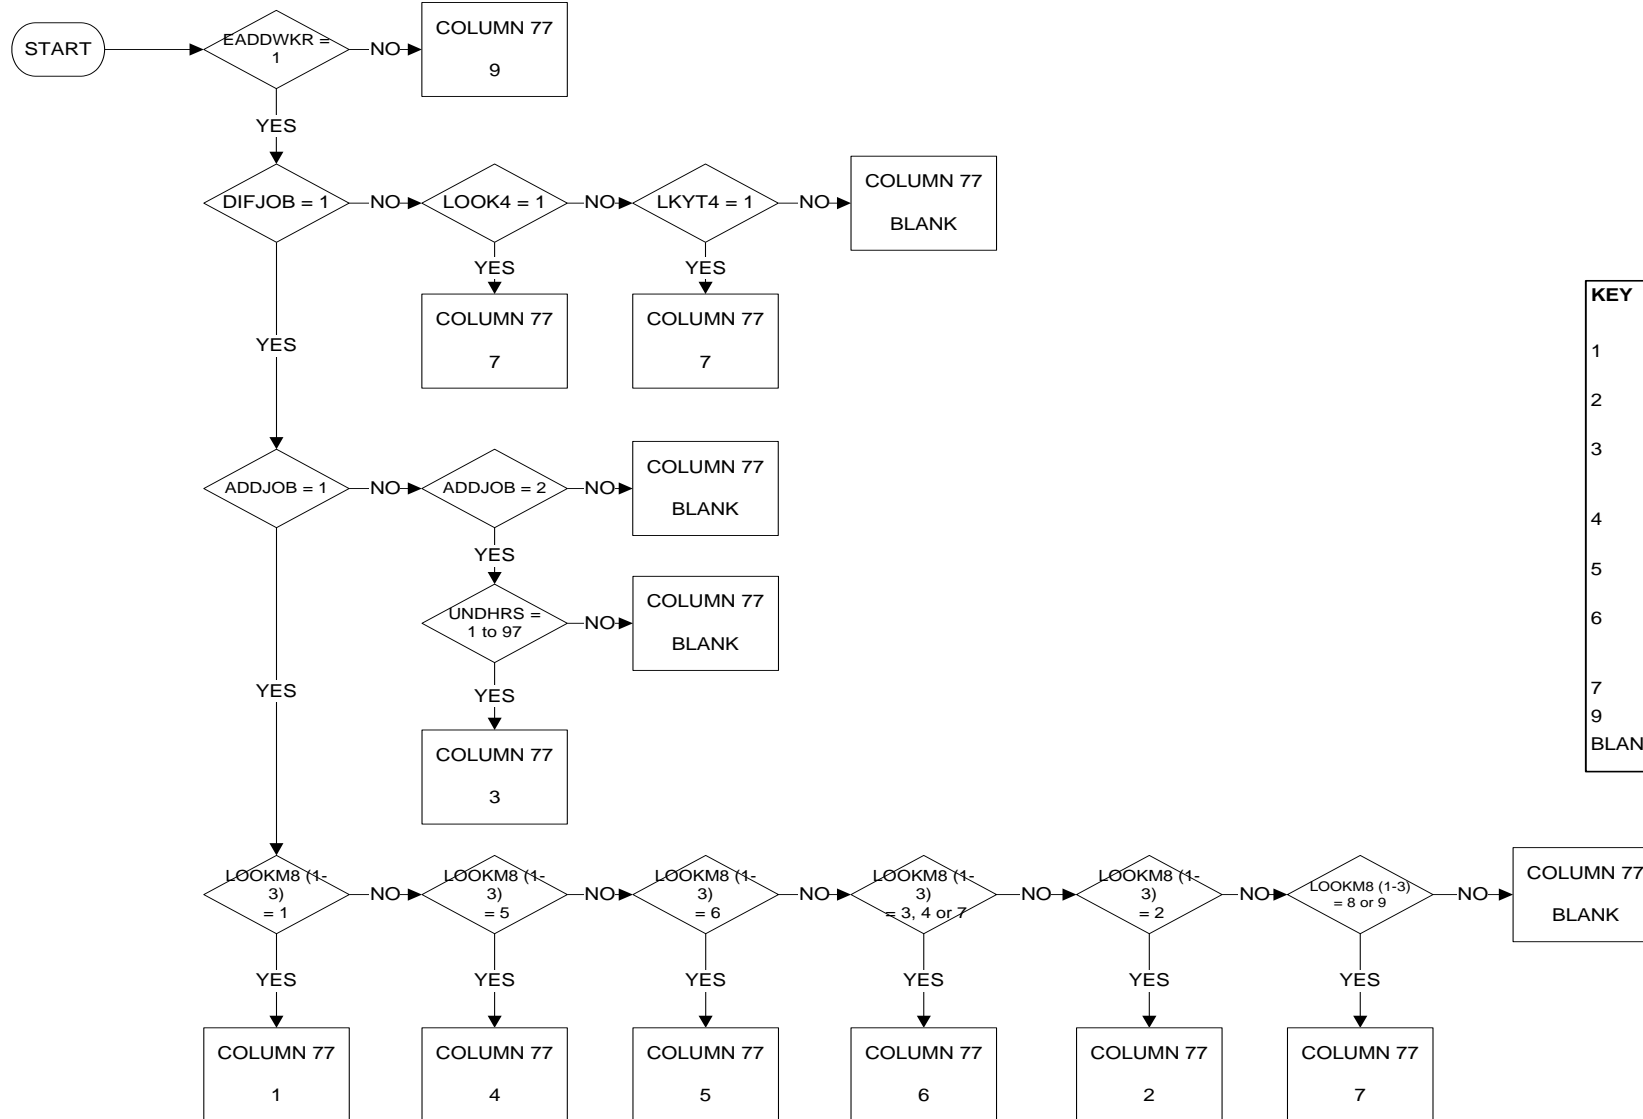 START
EADDWKR =
1
NO
COLUMN 77
9
YES
DIFJOB = 1
NO
LOOK4 = 1
NO
LKYT4 = 1
NO
COLUMN 77
BLANK
YES
YES
YES
COLUMN 77
7
COLUMN 77
7
ADDJOB = 1
NO
ADDJOB = 2
NO
COLUMN 77
BLANK
YES
YES
UNDHRS =
1 to 97
NO
COLUMN 77
BLANK
YES
COLUMN 77
3
LOOKM8 (1-
3)
= 1
NO
LOOKM8 (1-
3)
= 5
NO
LOOKM8 (1-
3)
= 6
NO
LOOKM8 (1-
3)
= 3, 4 or 7
NO
LOOKM8 (1-
3)
= 2
NO
LOOKM8 (1-3)
= 8 or 9
NO
COLUMN 77
BLANK
YES
YES
YES
YES
YES
YES
COLUMN 77
1
COLUMN 77
4
COLUMN 77
5
COLUMN 77
6
COLUMN 77
2
COLUMN 77
7
KEY
1
2
3
4
5
6
7
9
BLAN